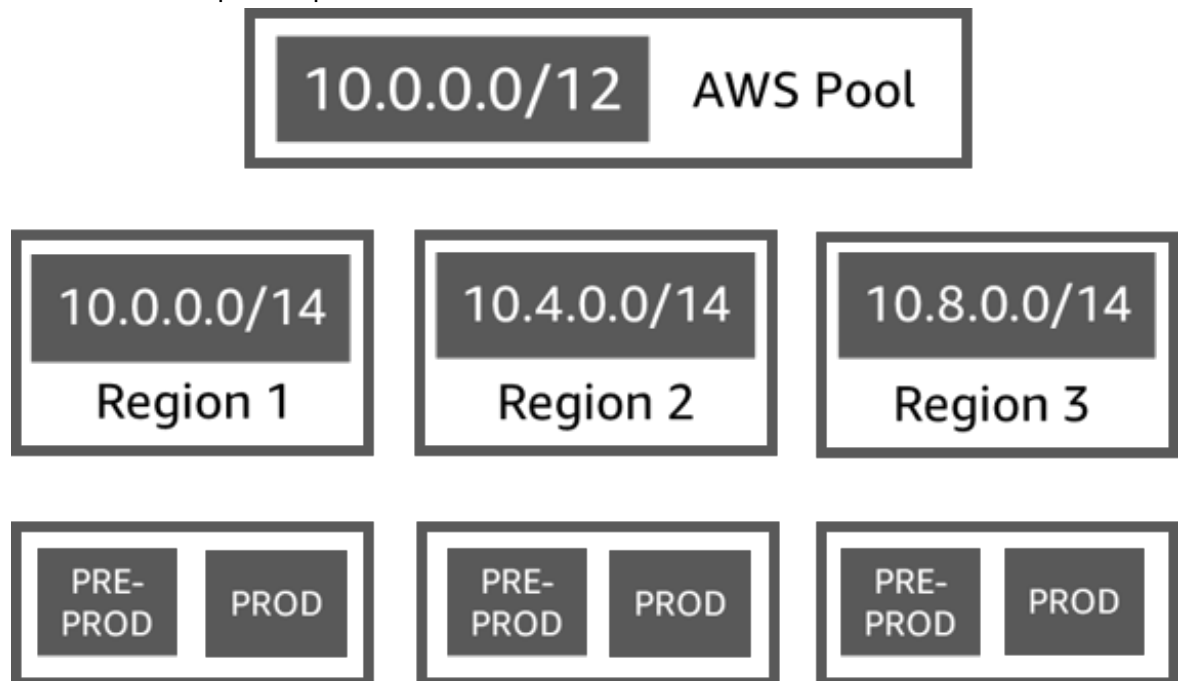 10.0.0.0/12 AWS Pool
10.0.0.0/14
Region 1
10.4.0.0/14
Region 2
10.8.0.0/14
Region 3
PRE-
PROD
PROD
PRE-
PROD
PROD
PRE-
PROD
PROD